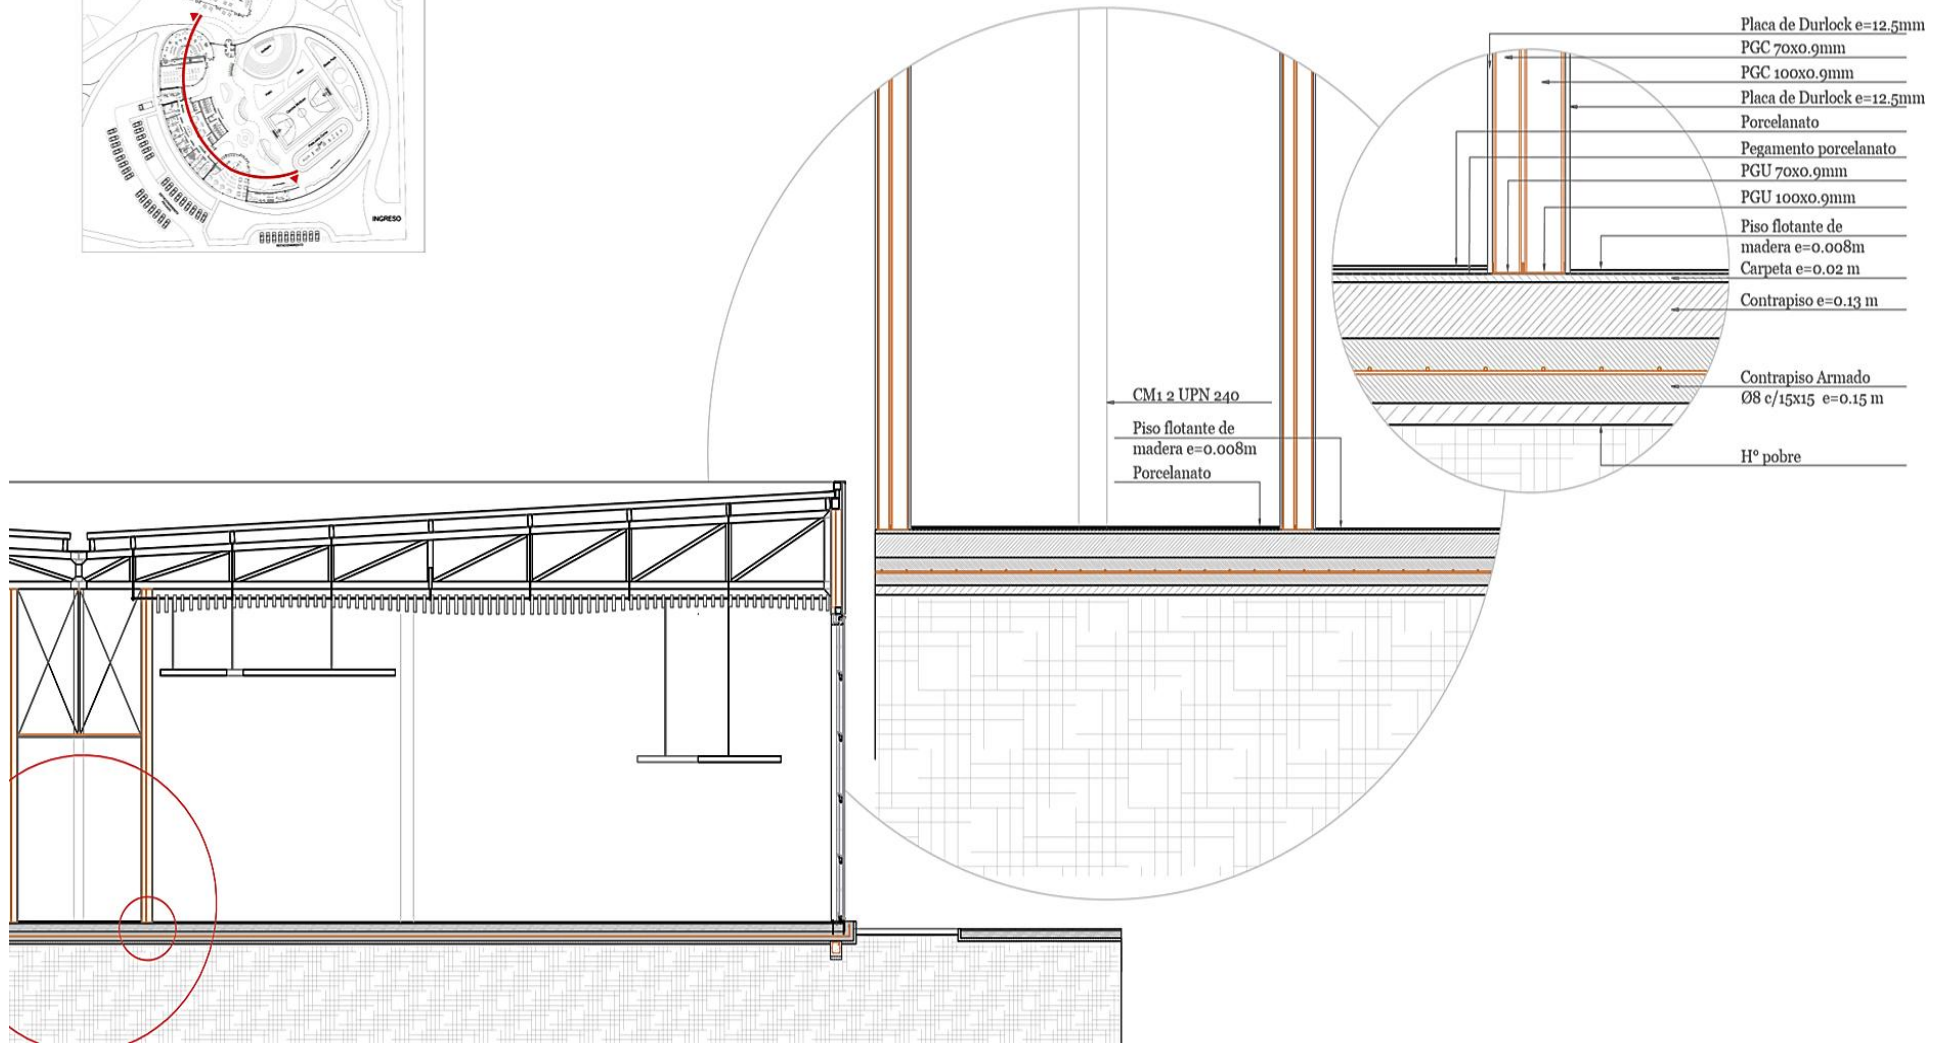 INGRESO
Placa de Durlock e=12.5mm
PGC 70x0.9mm
PGC 100x0.9mm
Placa de Durlock e=12.5mm
Porcelanato
Pegamento porcelanato
PGU 70x0.9mm
PGU 100x0.9mm
Piso flotante de
madera e=0.008m
Carpeta e=0.02 m
Contrapiso e=0.13 m
Contrapiso Armado
Ø8 c/15x15 e=0.15 m
Hº pobre
CM1 2 UPN 240
Piso flotante de
madera e=0.008m
Porcelanato